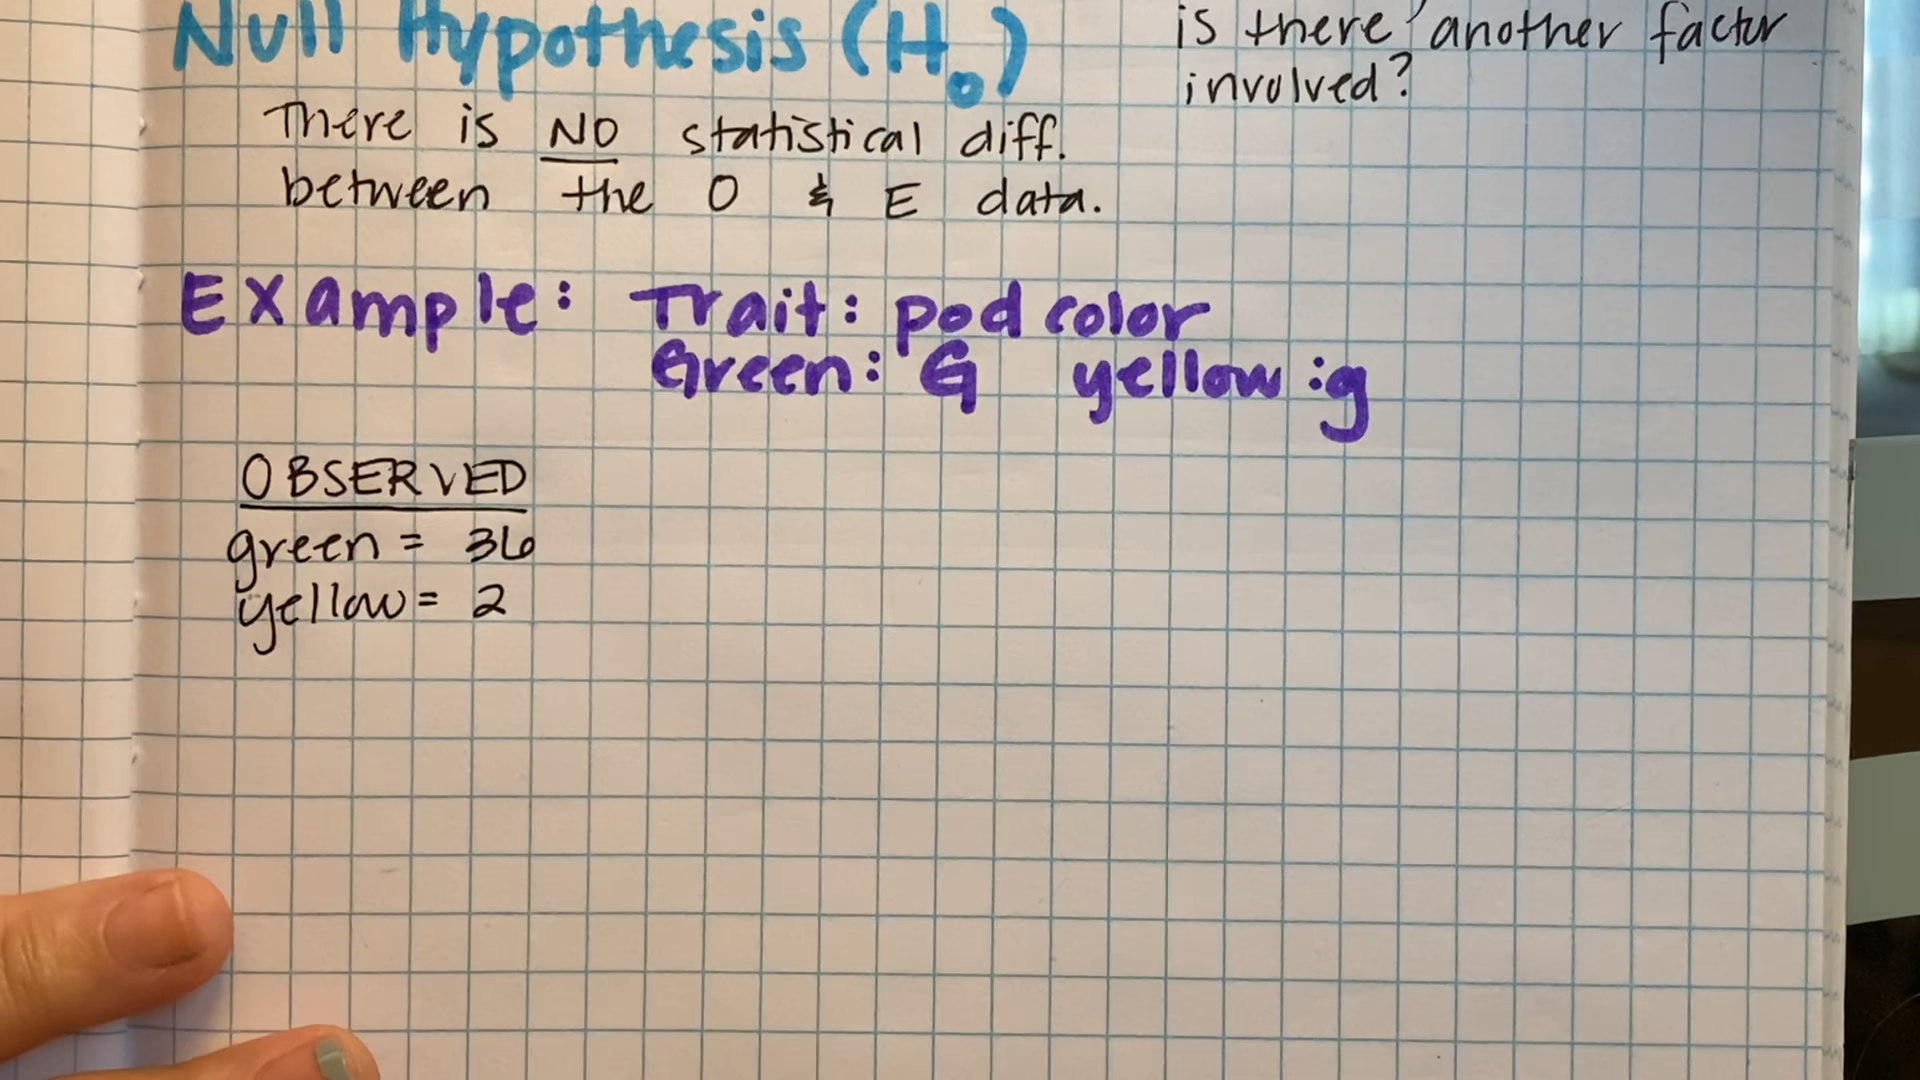 Null Hypothesis (H₀)
There is NO statistical diff.
between the O & E data.
is there another factor
involved?
Example: Trait: pod color
Green: G yellow :g
OBSERVED
green = 36
yellow = 2